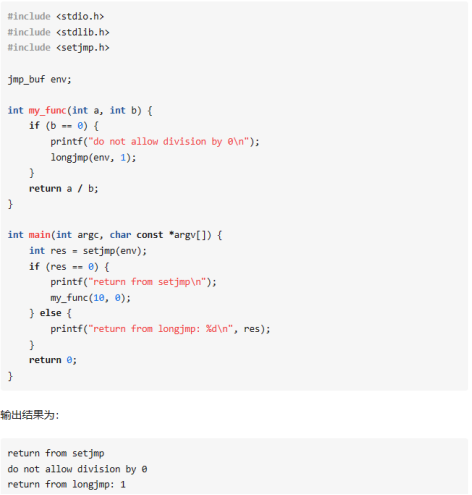 #include <stdio.h>
#include <stdlib.h>
#include <setjmp.h>

jmp_buf env;

int my_func(int a, int b) {
    if (b == 0) {
        printf("do not allow division by 0\n");
        longjmp(env, 1);
    }
    return a / b;
}

int main(int argc, char const *argv[]) {
    int res = setjmp(env);
    if (res == 0) {
        printf("return from setjmp\n");
        my_func(10, 0);
    } else {
        printf("return from longjmp: %d\n", res);
    }
    return 0;
}

输出结果为:

return from setjmp
do not allow division by 0
return from longjmp: 1